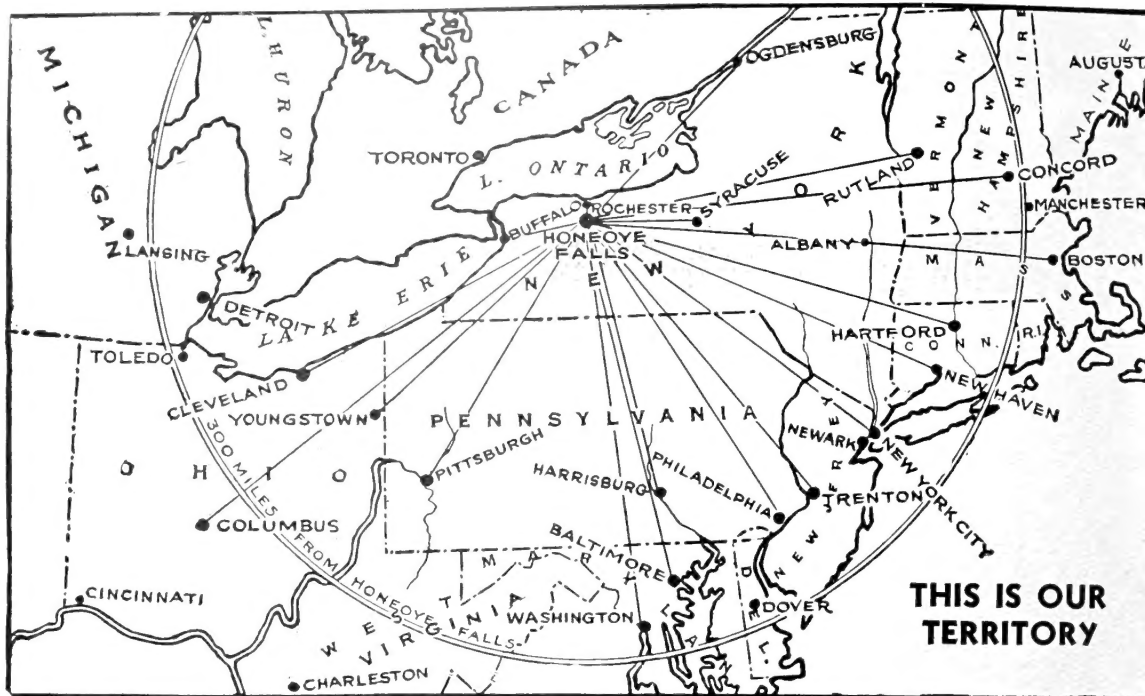 MICHIGAN
L. HURON
CANADA
OGDENSBURG
VERMONT
NEW HAMPSHIRE
MAINE
AUGUST
TORONTO
L. ONTARIO
NEW YORK
SYRACUSE
RUTLAND
CONCORD
BUFFALO
ROCHESTER
MANCHESTER
LANSING
HONEOYE
FALLS
ALBANY
MASS
BOSTON
DETROIT
LAKE ERIE
HARTFORD
CONN.
R.I.
TOLEDO
CLEVELAND
NEW HAVEN
YOUNGSTOWN
PENNSYLVANIA
NEWARK
NEW YORK CITY
OHIO
PITTSBURGH
HARRISBURG
PHILADELPHIA
TRENTON
NEW JERSEY
COLUMBUS
300 MILES FROM HONEOYE FALLS
BALTIMORE
MARYLAND
DEL.
CINCINNATI
WEST
VIRGINIA
WASHINGTON
DOVER
CHARLESTON
THIS IS OUR
TERRITORY